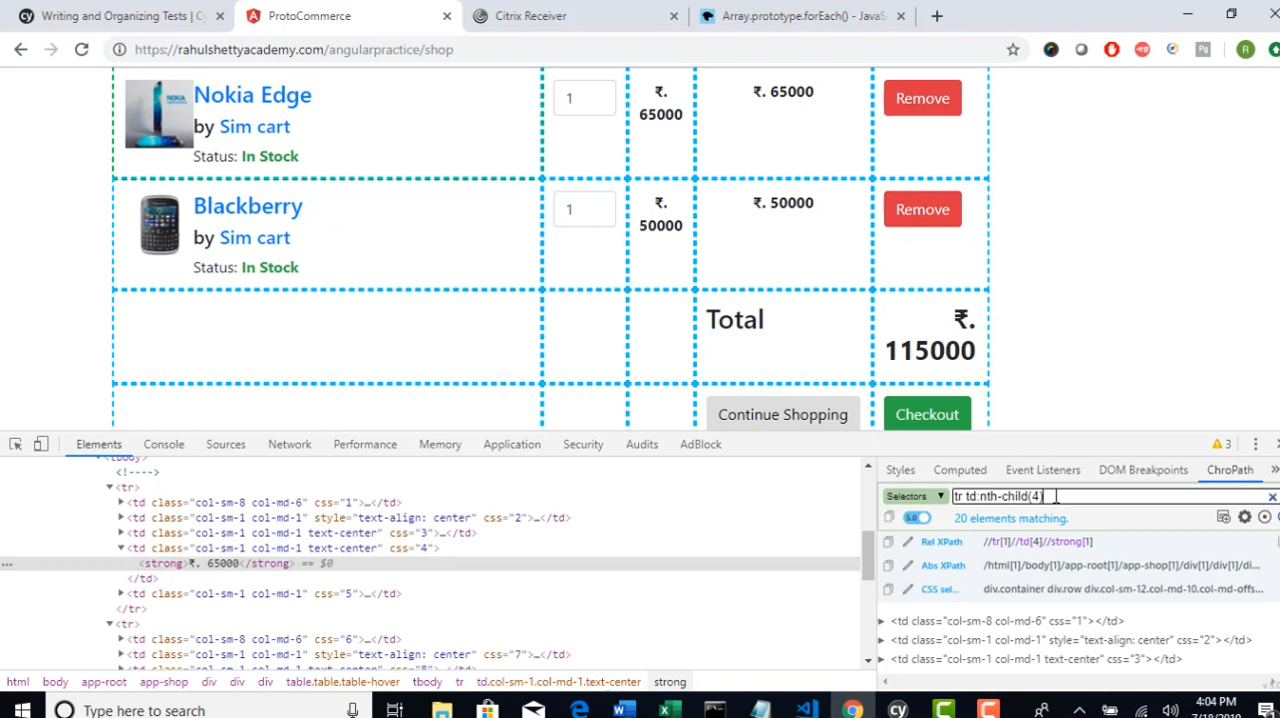 Writing and Organizing Tests | Cy
ProtoCommerce
Citrix Receiver
Array.prototype.forEach() - JavaS
https://rahulshettyacademy.com/angularpractice/shop
R
NOKIA
Nokia Edge
by Sim cart
Status: In Stock
1
₹.
65000
₹. 65000
Remove
Blackberry
by Sim cart
Status: In Stock
1
₹.
50000
₹. 50000
Remove
Total
₹.
115000
Continue Shopping
Checkout
Elements Console Sources Network Performance Memory Application Security Audits AdBlock
3
<!---->
<tr>
<td class="col-sm-8 col-md-6" css="1">…</td>
<td class="col-sm-1 col-md-1" style="text-align: center" css="2">…</td>
<td class="col-sm-1 col-md-1 text-center" css="3">…</td>
<td class="col-sm-1 col-md-1 text-center" css="4">
<strong>₹. 65000</strong> == $0
</td>
<td class="col-sm-1 col-md-1" css="5">…</td>
</tr>
<tr>
<td class="col-sm-8 col-md-6" css="6">…</td>
<td class="col-sm-1 col-md-1" style="text-align: center" css="7">…</td>
html body app-root app-shop div div div table.table.table-hover tbody tr td.col-sm-1.col-md-1.text-center strong
Styles Computed Event Listeners DOM Breakpoints ChroPath
Selectors
tr td:nth-child(4)
20 elements matching.
Rel XPath //tr[1]//td[4]//strong[1]
Abs XPath /html[1]/body[1]/app-root[1]/app-shop[1]/div[1]/div[1]/di...
CSS sel... div.container div.row div.col-sm-12.col-md-10.col-md-offs...
<td class="col-sm-8 col-md-6" css="1"></td>
<td class="col-sm-1 col-md-1" style="text-align: center" css="2"></td>
<td class="col-sm-1 col-md-1 text-center" css="3"></td>
Type here to search
4:04 PM